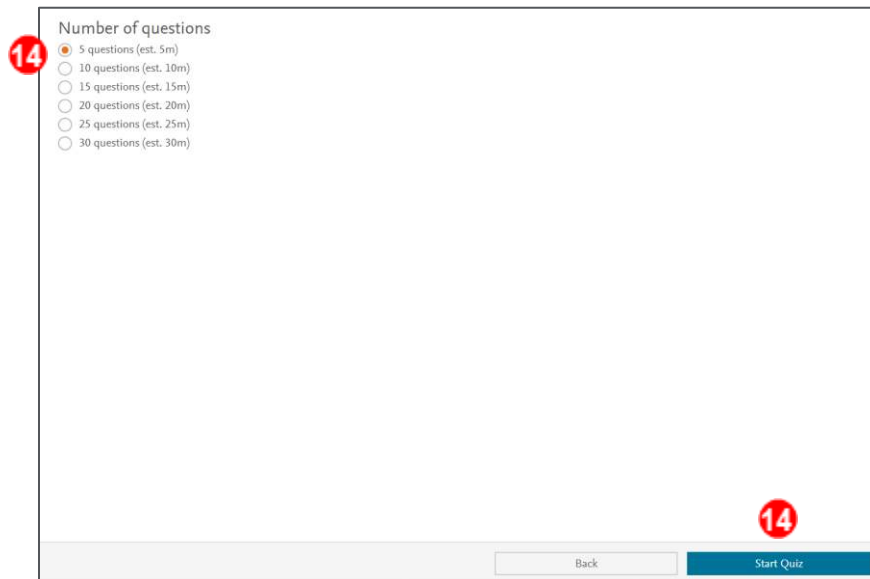 Number of questions
14
5 questions (est. 5m)
10 questions (est. 10m)
15 questions (est. 15m)
20 questions (est. 20m)
25 questions (est. 25m)
30 questions (est. 30m)
14
Back
Start Quiz